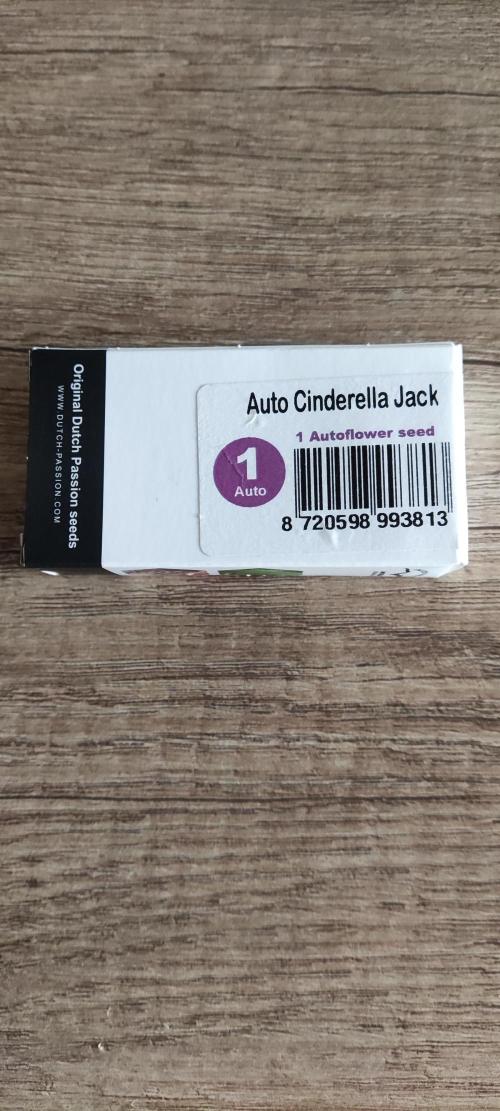 Original Dutch Passion seeds
WWW.DUTCH-PASSION.COM
Auto Cinderella Jack
1 Autoflower seed
1
Auto
8 720598 993813